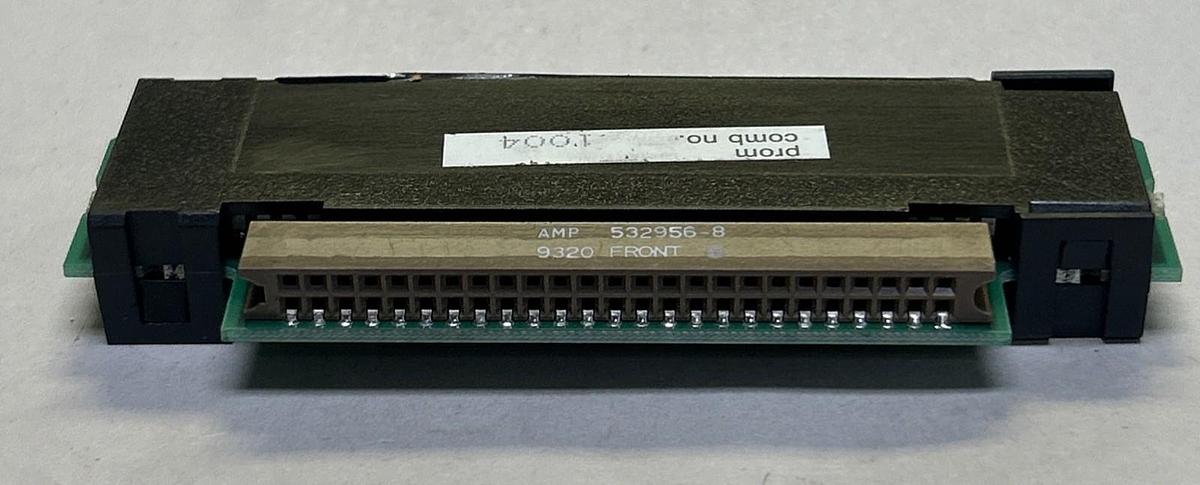 prom
comb no. 1004
AMP 532956-8
9320 FRONT